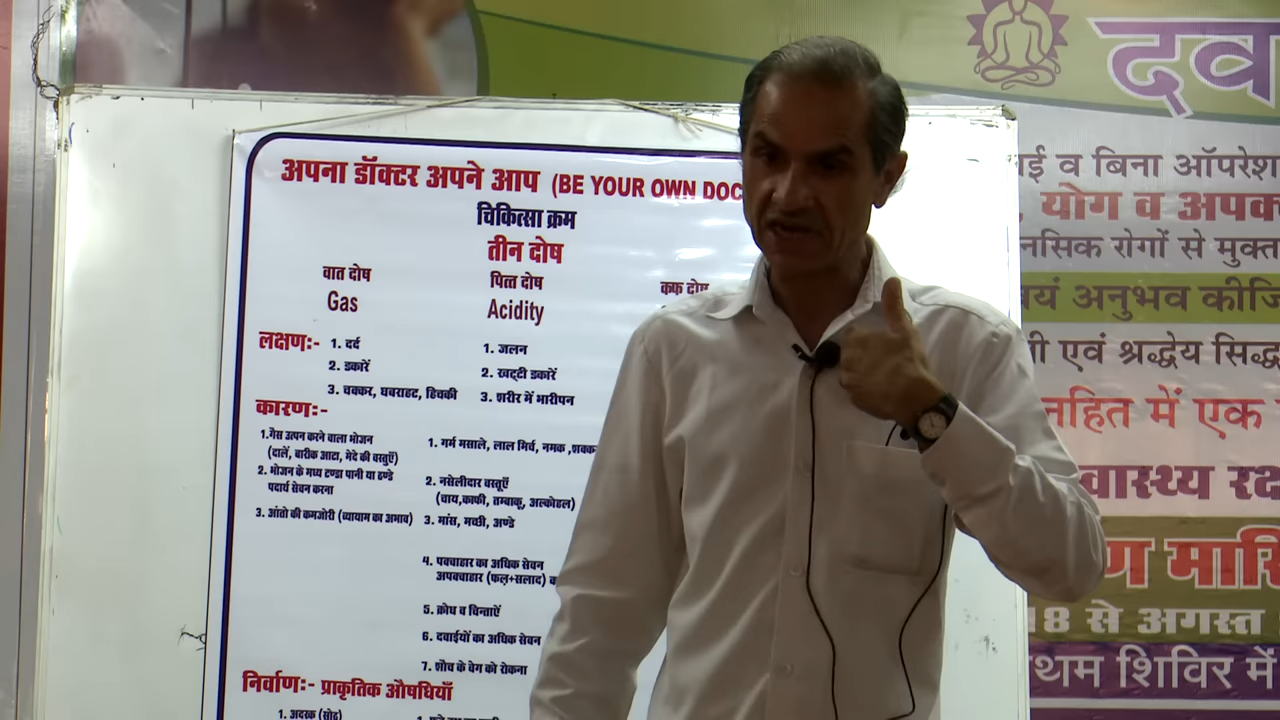 अपना डॉक्टर अपने आप (BE YOUR OWN DOC
चिकित्सा क्रम
तीन दोष
वात दोष पित्त दोष कफ दोष
Gas Acidity
लक्षणः- 1. दर्द 1. जलन
2. डकारें 2. खट्टी डकारें
3. चक्कर, घबराहट, हिचकी 3. शरीर में भारीपन
कारणः-
1.गैस उत्पन करने वाला भोजन
(दालें, बारीक आटा, मेदे की वस्तुएँ)
2. भोजन के मध्य ठण्डा पानी या ठण्डे
पदार्थ सेवन करना
3. आंतो की कमजोरी (व्यायाम का अभाव)
1. गर्म मसाले, लाल मिर्च, नमक ,शक्क
2. नसेलीदार वस्तूएँ
(चाय,काफी, तम्बाकू, अल्कोहल)
3. मांस, मच्छी, अण्डे
4. पक्वाहार का अधिक सेवन
अपक्वाहार (फल+सलाद) क
5. क्रोध व चिन्ताऐं
6. दवाईयों का अधिक सेवन
7. शौच के वेग को रोकना
निर्वाणः- प्राकृतिक औषधियाँ
1. अदरक (सोंठ)
दव
ई व बिना ऑपरेश
, योग व अपक
नसिक रोगों से मुक्त
यं अनुभव कीजि
ी एवं श्रद्धेय सिद्ध
नहित में एक
वास्थ्य रक्ष
ग मासि
18 से अगस्त
थम शिविर में